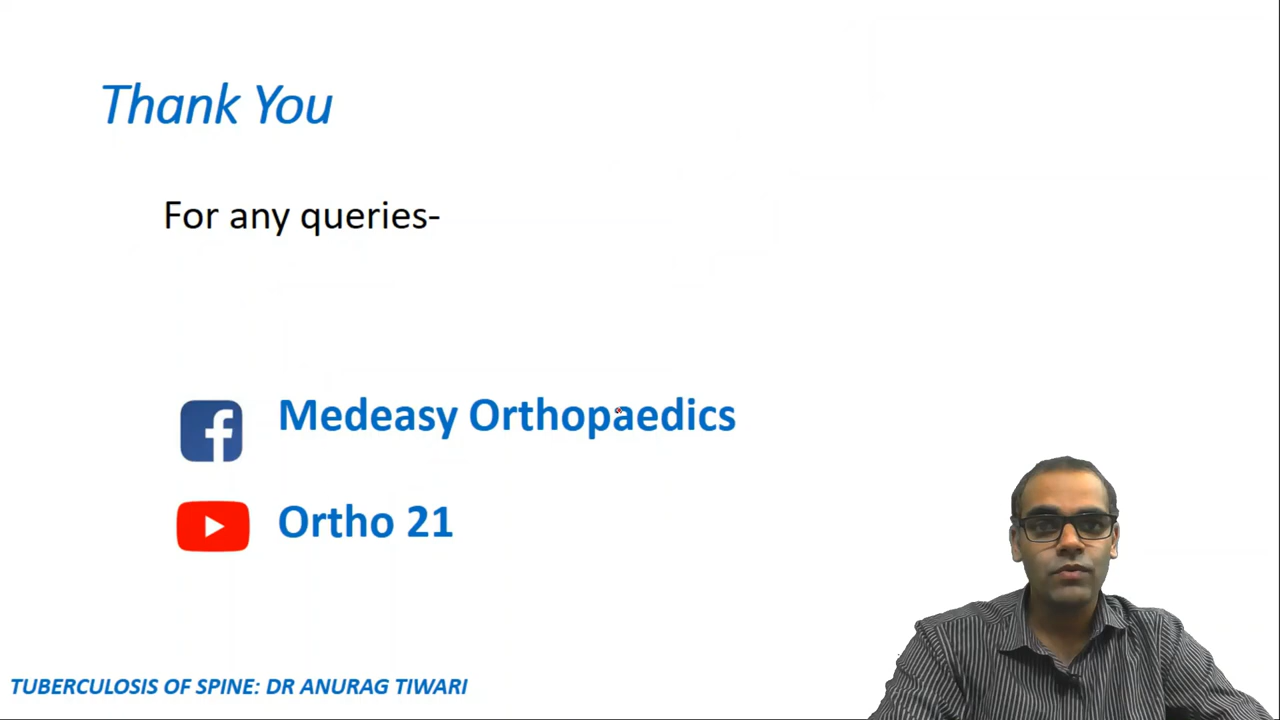 Thank You
For any queries-
Medeasy Orthopaedics
Ortho 21
TUBERCULOSIS OF SPINE: DR ANURAG TIWARI